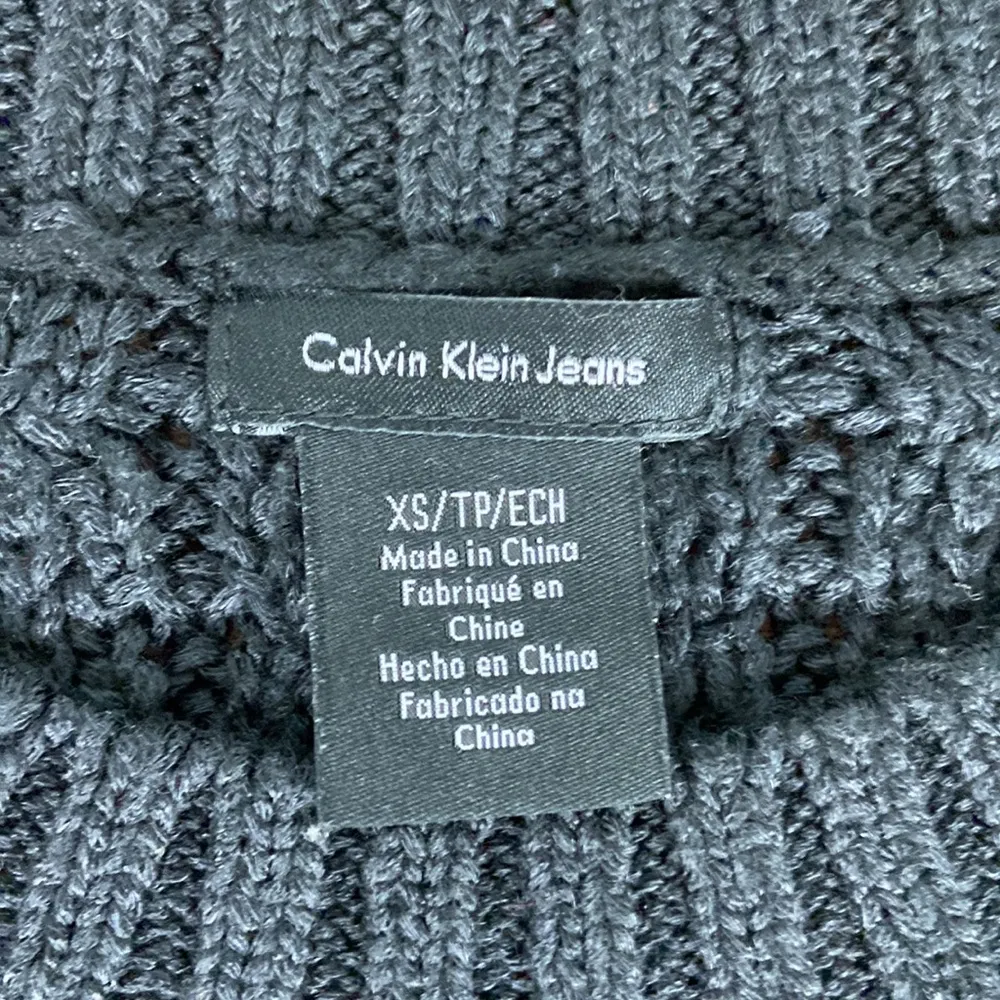 Calvin Klein Jeans
XS/TP/ECH
Made in China
Fabriqué en
Chine
Hecho en China
Fabricado na
China